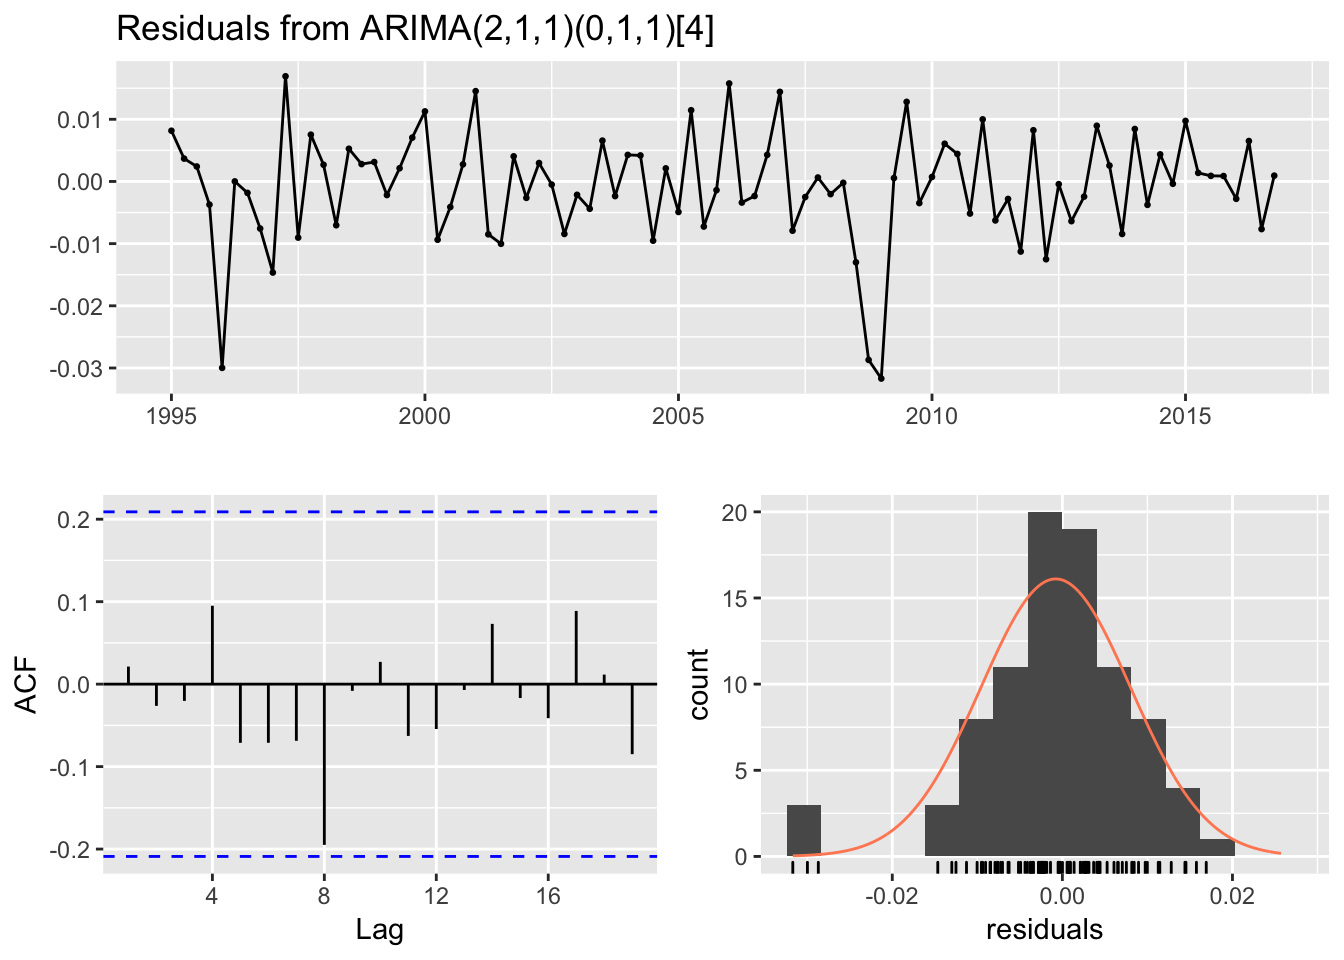 Residuals from ARIMA(2,1,1)(0,1,1)[4]
0.01
0.00
-0.01
-0.02
-0.03
1995 2000 2005 2010 2015
0.2
0.1
0.0
-0.1
-0.2
ACF
4 8 12 16
Lag
20
15
10
5
0
count
-0.02 0.00 0.02
residuals